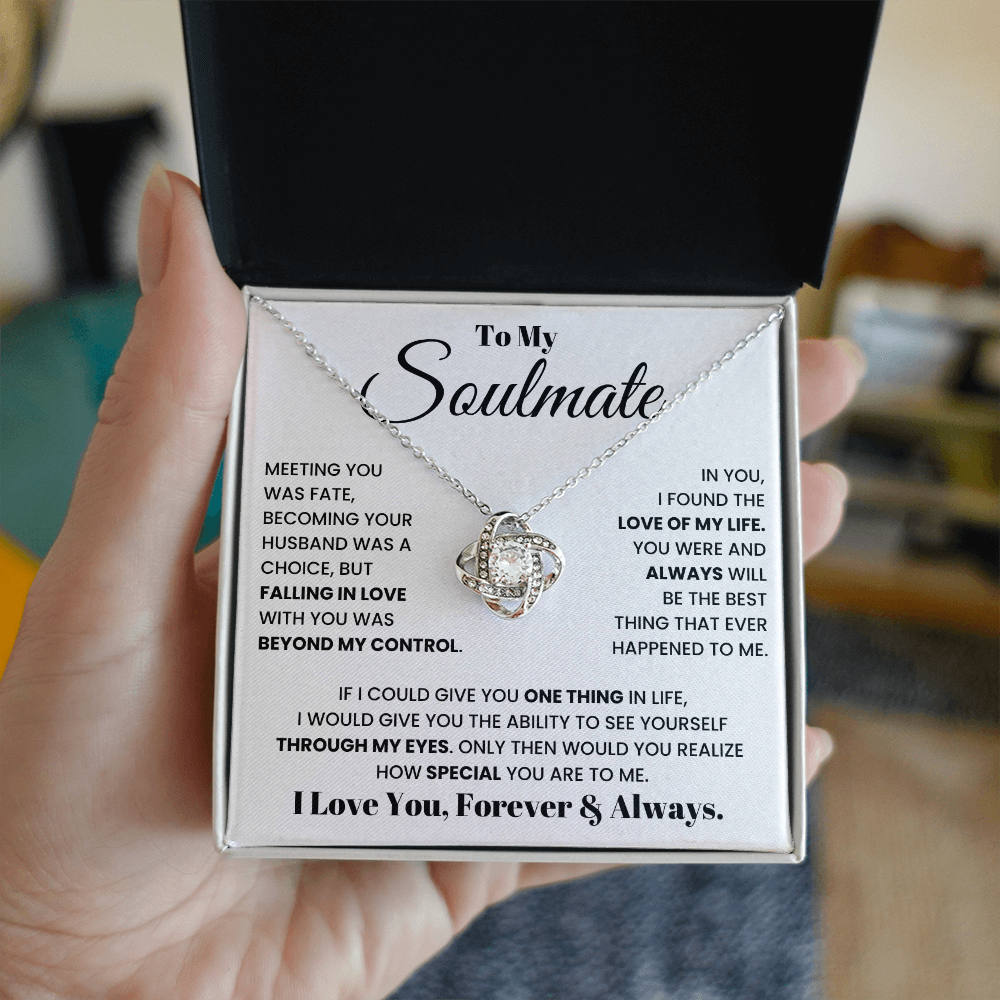 To My
Soulmate
MEETING YOU
WAS FATE,
BECOMING YOUR
HUSBAND WAS A
CHOICE, BUT
FALLING IN LOVE
WITH YOU WAS
BEYOND MY CONTROL.
IN YOU,
I FOUND THE
LOVE OF MY LIFE.
YOU WERE AND
ALWAYS WILL
BE THE BEST
THING THAT EVER
HAPPENED TO ME.
IF I COULD GIVE YOU ONE THING IN LIFE,
I WOULD GIVE YOU THE ABILITY TO SEE YOURSELF
THROUGH MY EYES. ONLY THEN WOULD YOU REALIZE
HOW SPECIAL YOU ARE TO ME.
I Love You, Forever & Always.